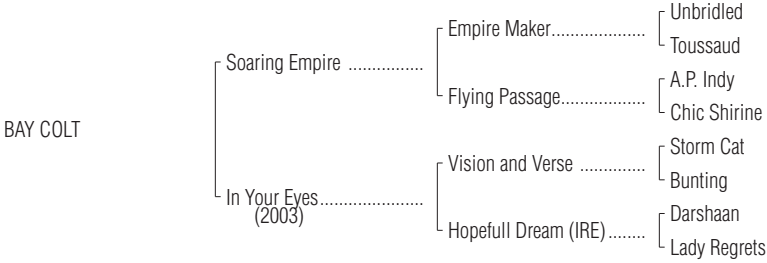 Unbridled
Empire Maker....................
Toussaud
Soaring Empire ................
A.P. Indy
Flying Passage..................
Chic Shirine
BAY COLT
Storm Cat
Vision and Verse ..............
Bunting
In Your Eyes......................
(2003)
Darshaan
Hopefull Dream (IRE)........
Lady Regrets